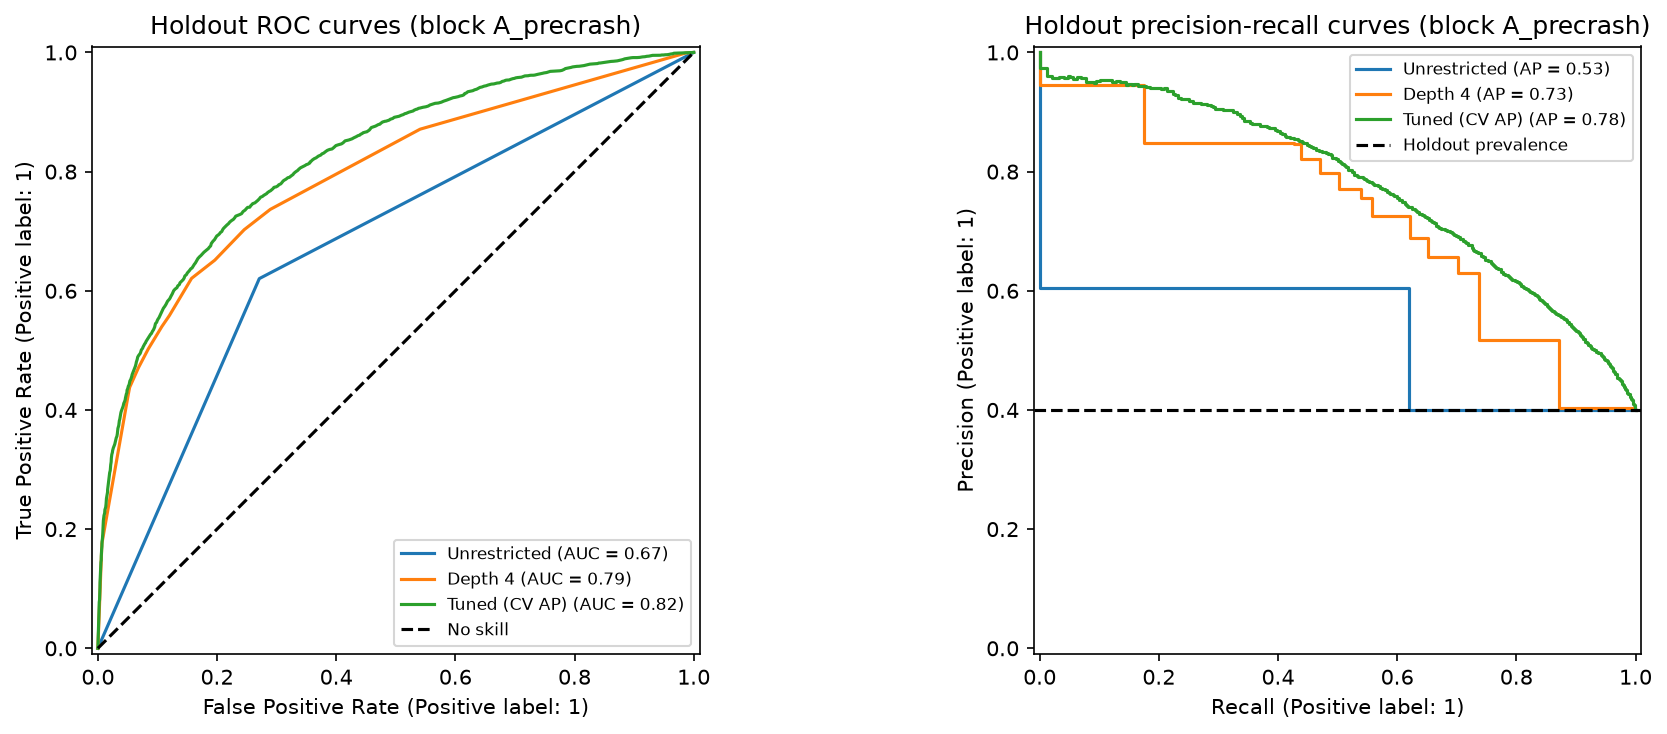 Holdout ROC curves (block A_precrash)
1.0
0.8
0.6
0.4
0.2
0.0
True Positive Rate (Positive label: 1)
Unrestricted (AUC = 0.67)
Depth 4 (AUC = 0.79)
Tuned (CV AP) (AUC = 0.82)
No skill
0.0 0.2 0.4 0.6 0.8 1.0
False Positive Rate (Positive label: 1)
Holdout precision-recall curves (block A_precrash)
1.0
0.8
0.6
0.4
0.2
0.0
Precision (Positive label: 1)
Unrestricted (AP = 0.53)
Depth 4 (AP = 0.73)
Tuned (CV AP) (AP = 0.78)
Holdout prevalence
0.0 0.2 0.4 0.6 0.8 1.0
Recall (Positive label: 1)